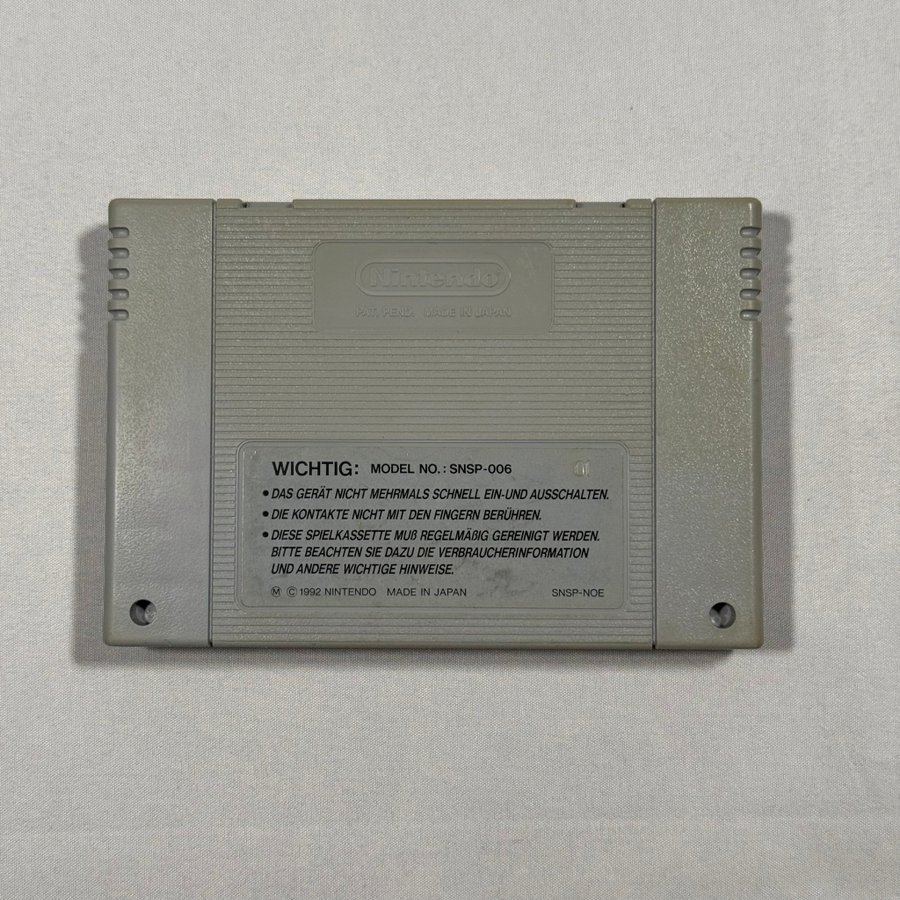 Nintendo
PAT. PEND. MADE IN JAPAN
WICHTIG: MODEL NO.: SNSP-006
• DAS GERÄT NICHT MEHRMALS SCHNELL EIN-UND AUSSCHALTEN.
• DIE KONTAKTE NICHT MIT DEN FINGERN BERÜHREN.
• DIESE SPIELKASSETTE MUß REGELMÄßIG GEREINIGT WERDEN.
BITTE BEACHTEN SIE DAZU DIE VERBRAUCHERINFORMATION
UND ANDERE WICHTIGE HINWEISE.
Ⓜ © 1992 NINTENDO MADE IN JAPAN SNSP-NOE